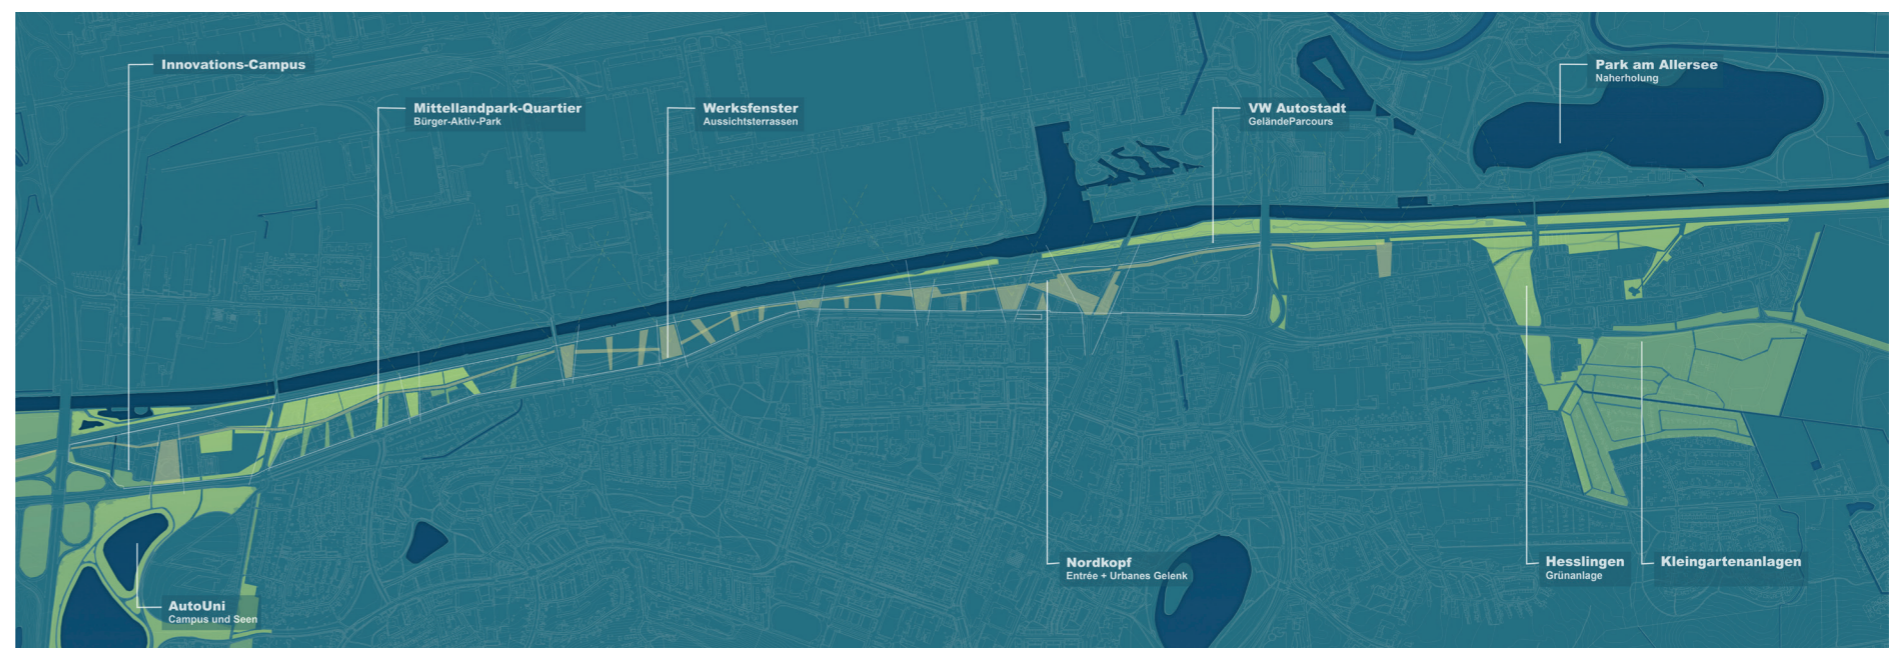 Innovations-Campus
Mittellandpark-Quartier
Bürger-Aktiv-Park
Werksfenster
Aussichtsterrassen
VW Autostadt
GeländeParcours
Park am Allersee
Naherholung
AutoUni
Campus und Seen
Nordkopf
Entrée + Urbanes Gelenk
Hesslingen
Grünanlage
Kleingartenanlagen